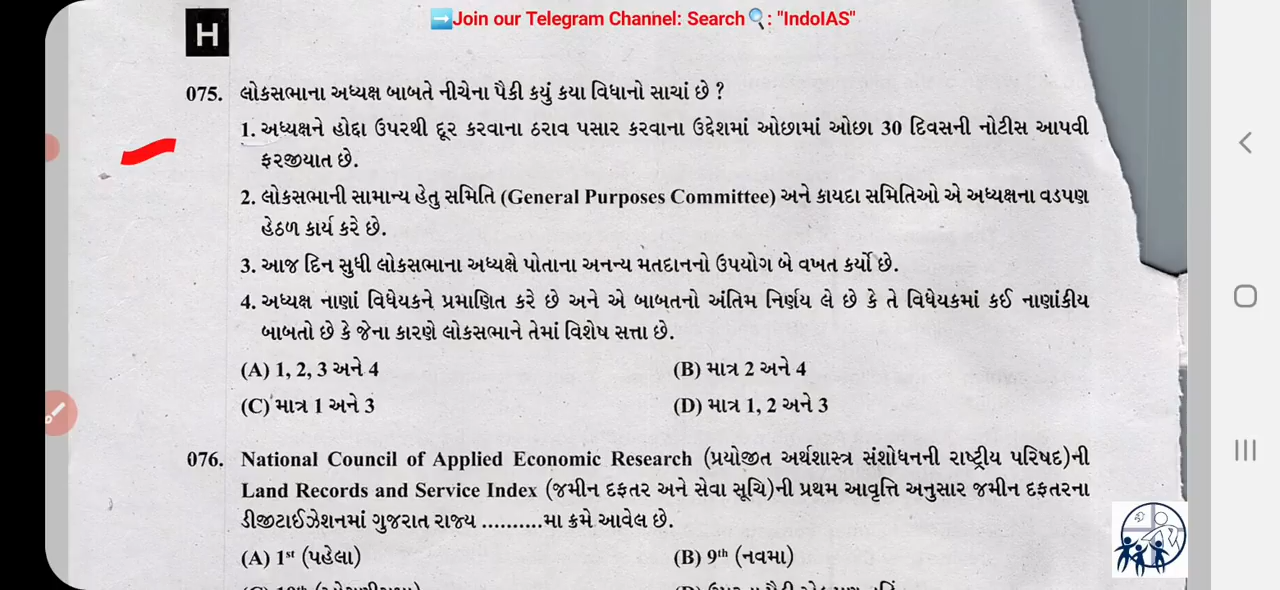 ➡️Join our Telegram Channel: Search🔍: "IndoIAS"
H
075. લોકસભાના અધ્યક્ષ બાબતે નીચેના પૈકી કયું કયા વિધાનો સાચાં છે ?
1. અધ્યક્ષને હોદ્દા ઉપરથી દૂર કરવાના ઠરાવ પસાર કરવાના ઉદ્દેશમાં ઓછામાં ઓછા 30 દિવસની નોટીસ આપવી
ફરજીયાત છે.
2. લોકસભાની સામાન્ય હેતુ સમિતિ (General Purposes Committee) અને કાયદા સમિતિઓ એ અધ્યક્ષના વડપણ
હેઠળ કાર્ય કરે છે.
3. આજ દિન સુધી લોકસભાના અધ્યક્ષે પોતાના અનન્ય મતદાનનો ઉપયોગ બે વખત કર્યો છે.
4. અધ્યક્ષ નાણાં વિધેયકને પ્રમાણિત કરે છે અને એ બાબતનો અંતિમ નિર્ણય લે છે કે તે વિધેયકમાં કઈ નાણાંકીય
બાબતો છે કે જેના કારણે લોકસભાને તેમાં વિશેષ સત્તા છે.
(A) 1, 2, 3 અને 4 (B) માત્ર 2 અને 4
(C) માત્ર 1 અને 3 (D) માત્ર 1, 2 અને 3
076. National Council of Applied Economic Research (પ્રયોજીત અર્થશાસ્ત્ર સંશોધનની રાષ્ટ્રીય પરિષદ)ની
Land Records and Service Index (જમીન દફતર અને સેવા સૂચિ)ની પ્રથમ આવૃત્તિ અનુસાર જમીન દફતરના
ડીજીટાઈઝેશનમાં ગુજરાત રાજ્ય ..........મા ક્રમે આવેલ છે.
(A) 1st (પહેલા) (B) 9th (નવમા)